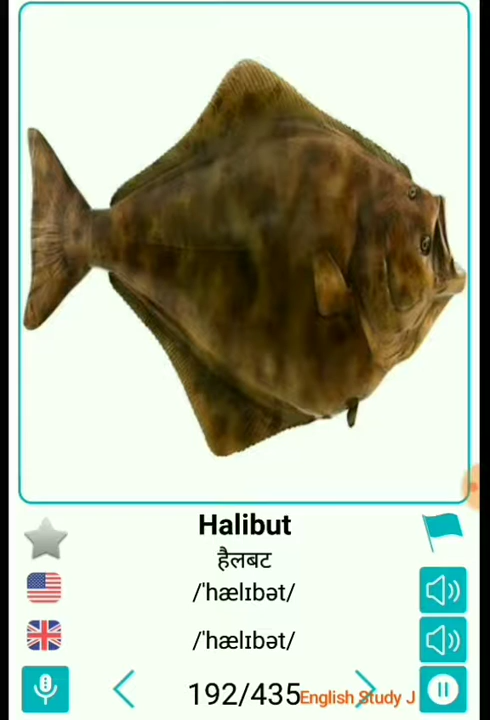 Halibut
हैलबट
/ˈhælɪbət/
/ˈhælɪbət/
192/435
English Study J